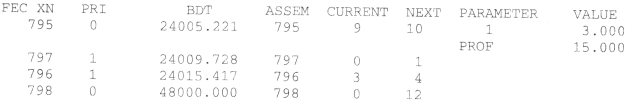 FEC XN PRI BDT ASSEM CURRENT NEXT PARAMETER VALUE
795 0 24005.221 795 9 10 1 3.000
PROF 15.000
797 1 24009.728 797 0 1
796 1 24015.417 796 3 4
798 0 48000.000 798 0 12